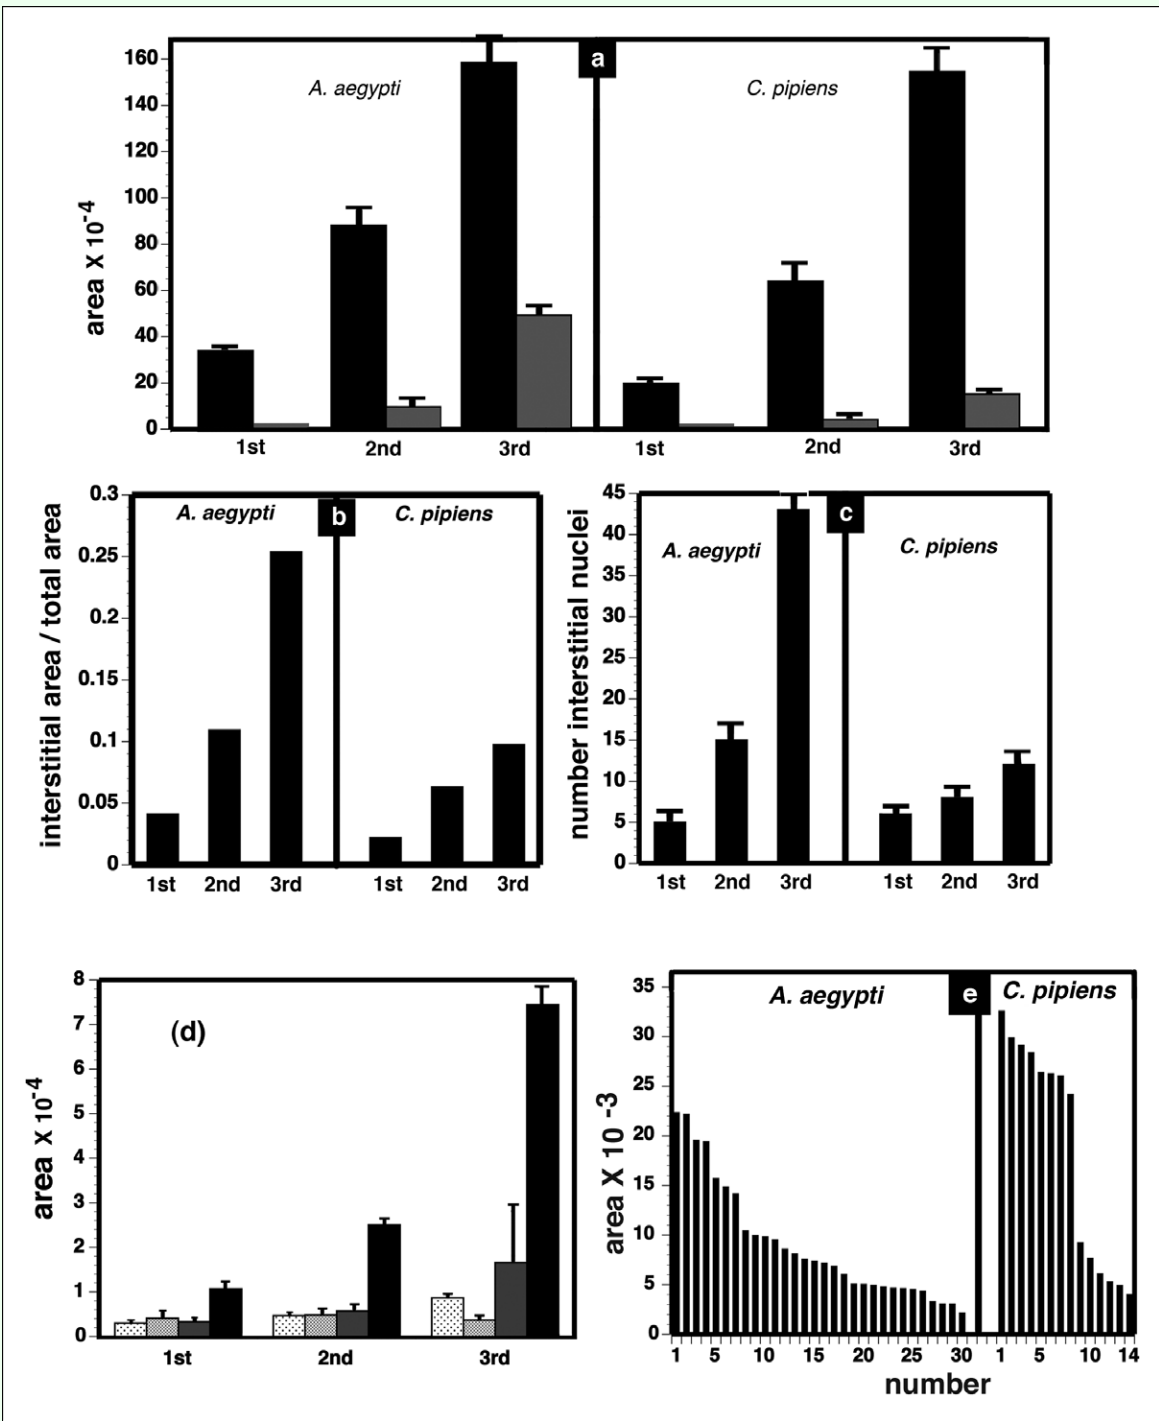 a
A. aegypti
C. pipiens
160
140
120
100
80
60
40
20
0
area X 10-4
1st 2nd 3rd 1st 2nd 3rd
b
A. aegypti
C. pipiens
0.3
0.25
0.2
0.15
0.1
0.05
0
interstitial area / total area
1st 2nd 3rd 1st 2nd 3rd
c
A. aegypti
C. pipiens
45
40
35
30
25
20
15
10
5
0
number interstitial nuclei
1st 2nd 3rd 1st 2nd 3rd
(d)
8
7
6
5
4
3
2
1
0
area X 10-4
1st 2nd 3rd
e
A. aegypti
C. pipiens
35
30
25
20
15
10
5
0
area X 10 -3
1 5 10 15 20 25 30 1 5 10 14
number